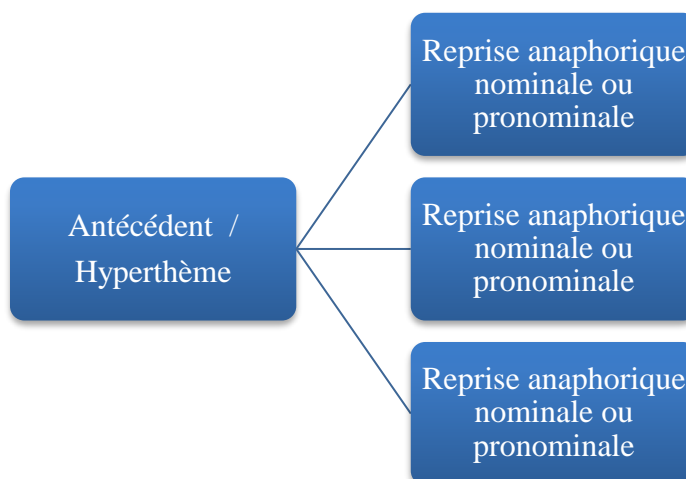 Reprise anaphorique
nominale ou
pronominale
Antécédent /
Hyperthème
Reprise anaphorique
nominale ou
pronominale
Reprise anaphorique
nominale ou
pronominale